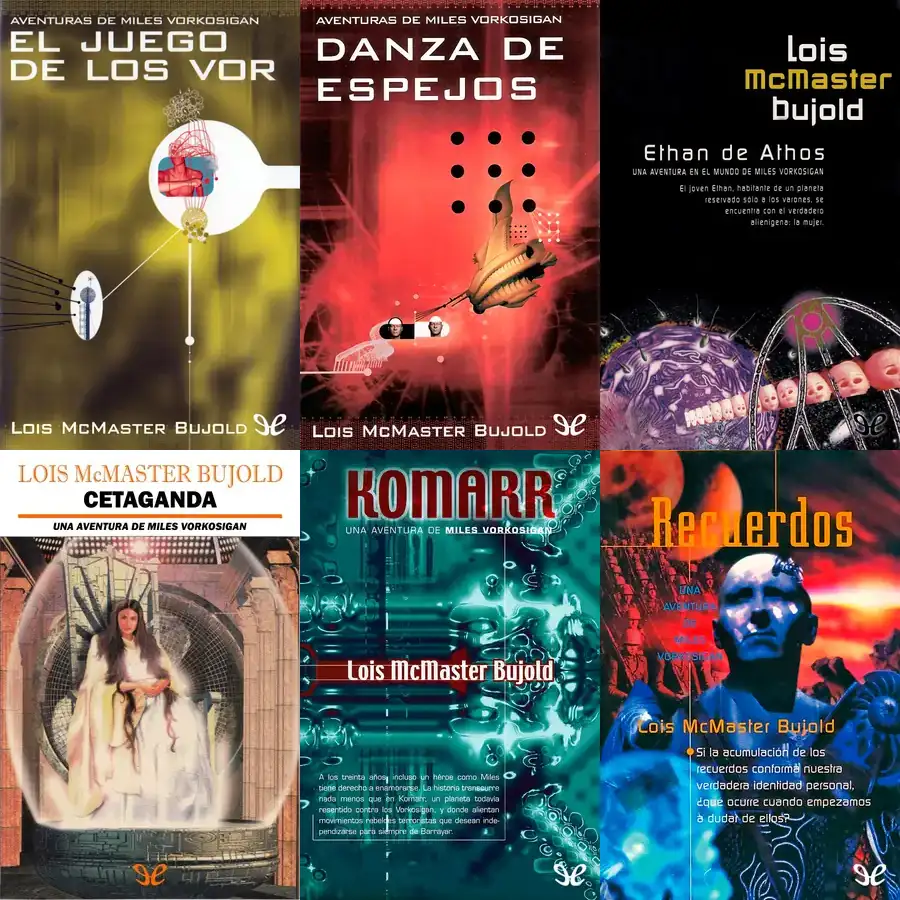 AVENTURAS DE MILES VORKOSIGAN
EL JUEGO
DE LOS VOR
LOIS MCMASTER BUJOLD
AVENTURAS DE MILES VORKOSIGAN
DANZA DE
ESPEJOS
LOIS MCMASTER BUJOLD
lois
McMaster
bujold
Ethan de Athos
UNA AVENTURA EN EL MUNDO DE MILES VORKOSIGAN
El joven Ethan, habitante de un planeta
reservado sólo a los varones, se
encuentra con el verdadero
alienígena: la mujer.
LOIS McMASTER BUJOLD
CETAGANDA
UNA AVENTURA DE MILES VORKOSIGAN
KOMARR
UNA AVENTURA DE MILES VORKOSIGAN
Lois McMaster Bujold
A los treinta años, incluso un héroe como Miles
tiene derecho a enamorarse. La historia transcurre
nada menos que en Komarr, un planeta todavía
resentido contra los Vorkosigan, y donde alientan
movimientos rebeldes terroristas que desean inde-
pendizarse para siempre de Barrayar.
Recuerdos
UNA
AVENTURA
DE
MILES
VORKOSIGAN
Lois McMaster Bujold
Si la acumulación de los
recuerdos conforma nuestra
verdadera identidad personal,
¿qué ocurre cuando empezamos
a dudar de ellos?